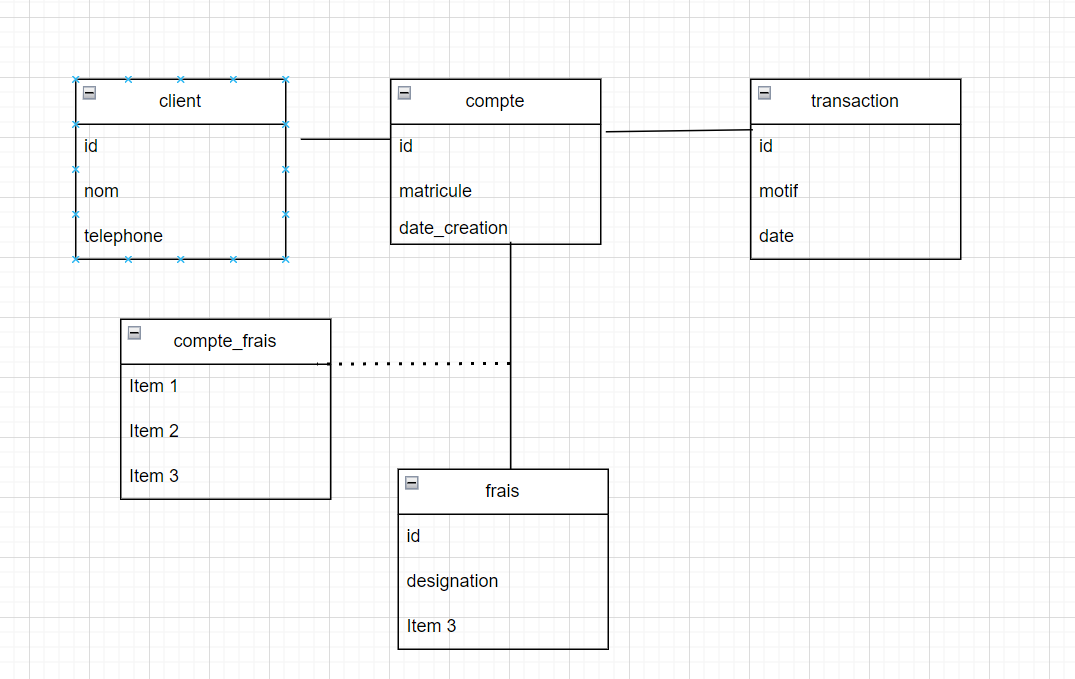 client
id
nom
telephone
compte
id
matricule
date_creation
transaction
id
motif
date
compte_frais
Item 1
Item 2
Item 3
frais
id
designation
Item 3